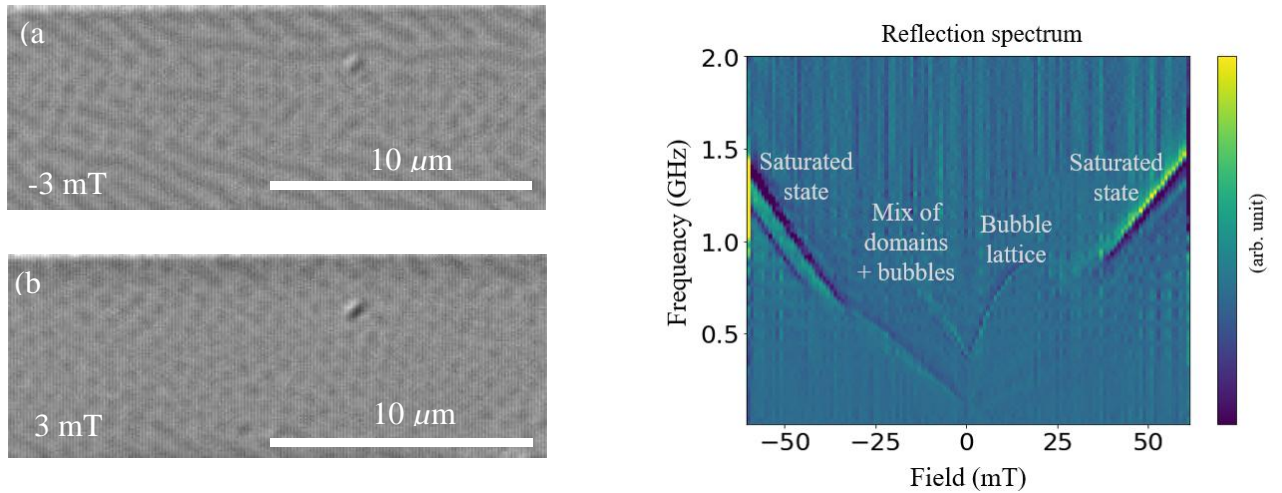 (a
10 μm
-3 mT
(b
10 μm
3 mT
Reflection spectrum
2.0
1.5
1.0
0.5
Frequency (GHz)
Saturated
state
Mix of
domains
+ bubbles
Bubble
lattice
Saturated
state
−50
−25
0
25
50
Field (mT)
(arb. unit)